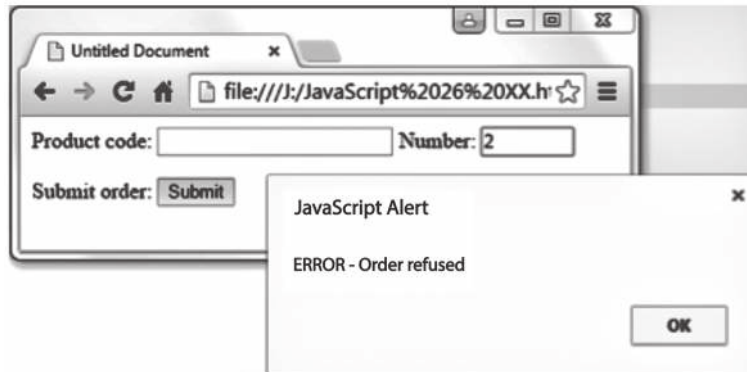 Untitled Document
file:///J:/JavaScript%2026%20XX.h
Product code: Number: 2
Submit order: Submit
JavaScript Alert
ERROR - Order refused
OK